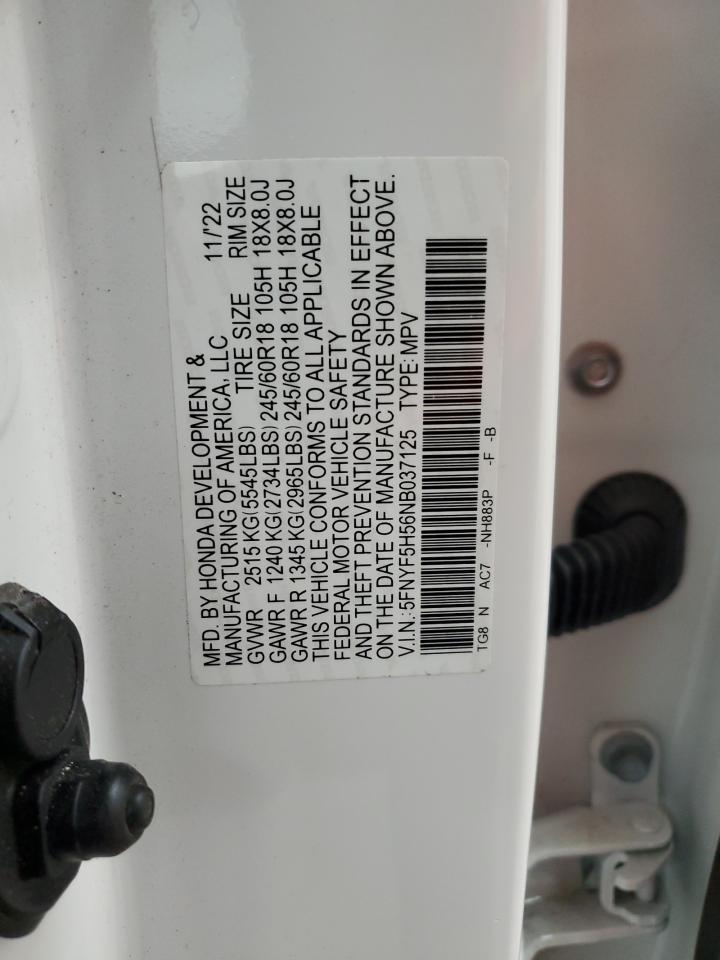 MFD. BY HONDA DEVELOPMENT &
MANUFACTURING OF AMERICA, LLC 11/'22
GVWR 2515 KG(5545LBS) TIRE SIZE RIM SIZE
GAWR F 1240 KG(2734LBS) 245/60R18 105H 18X8.0J
GAWR R 1345 KG(2965LBS) 245/60R18 105H 18X8.0J
THIS VEHICLE CONFORMS TO ALL APPLICABLE
FEDERAL MOTOR VEHICLE SAFETY
AND THEFT PREVENTION STANDARDS IN EFFECT
ON THE DATE OF MANUFACTURE SHOWN ABOVE.
V.I.N.:5FNYF5H56NB037125 TYPE:MPV
TG8 N AC7 -NH883P -F -B